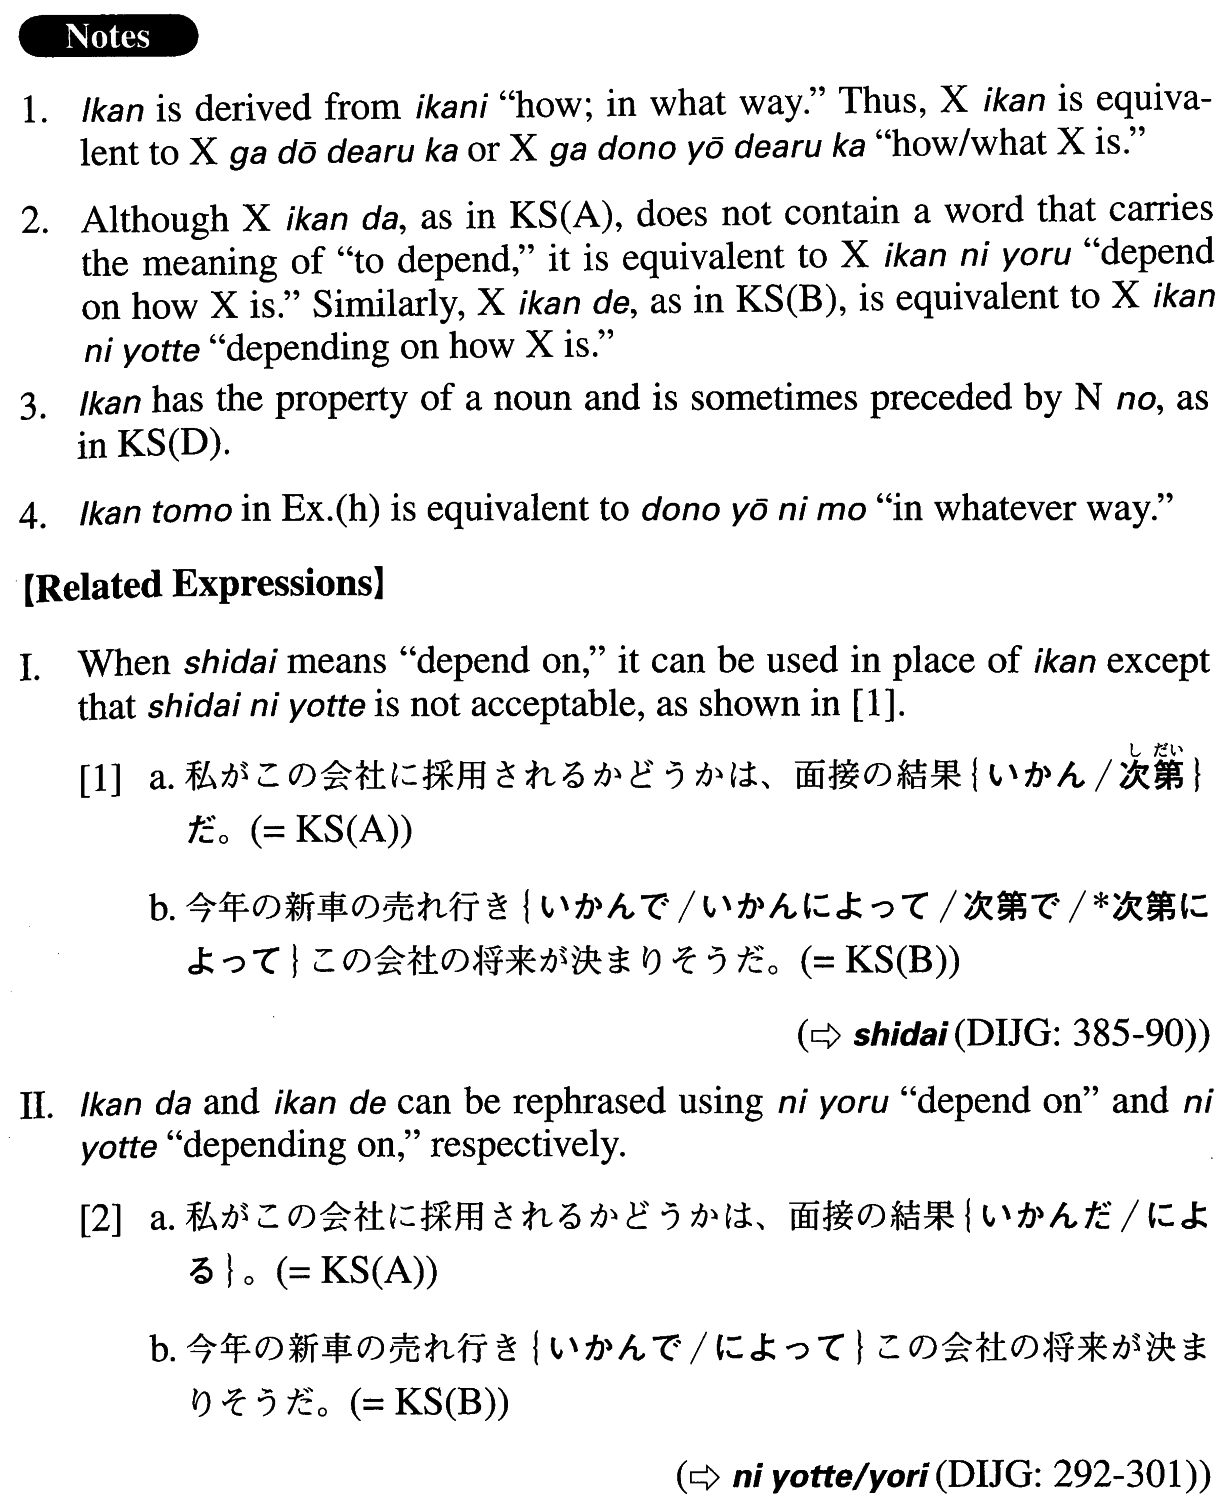 Notes
1. Ikan is derived from ikani “how; in what way.” Thus, X ikan is equiva-
lent to X ga dō dearu ka or X ga dono yō dearu ka “how/what X is.”
2. Although X ikan da, as in KS(A), does not contain a word that carries
the meaning of “to depend,” it is equivalent to X ikan ni yoru “depend
on how X is.” Similarly, X ikan de, as in KS(B), is equivalent to X ikan
ni yotte “depending on how X is.”
3. Ikan has the property of a noun and is sometimes preceded by N no, as
in KS(D).
4. Ikan tomo in Ex.(h) is equivalent to dono yō ni mo “in whatever way.”
【Related Expressions】
I. When shidai means “depend on,” it can be used in place of ikan except
that shidai ni yotte is not acceptable, as shown in [1].
しだい
[1] a. 私がこの会社に採用されるかどうかは、面接の結果{いかん/次第}
だ。(= KS(A))
b. 今年の新車の売れ行き{いかんで/いかんによって/次第で/*次第に
よって}この会社の将来が決まりそうだ。(= KS(B))
(⇨ shidai (DIJG: 385-90))
II. Ikan da and ikan de can be rephrased using ni yoru “depend on” and ni
yotte “depending on,” respectively.
[2] a. 私がこの会社に採用されるかどうかは、面接の結果{いかんだ/によ
る}。(= KS(A))
b. 今年の新車の売れ行き{いかんで/によって}この会社の将来が決ま
りそうだ。(= KS(B))
(⇨ ni yotte/yori (DIJG: 292-301))